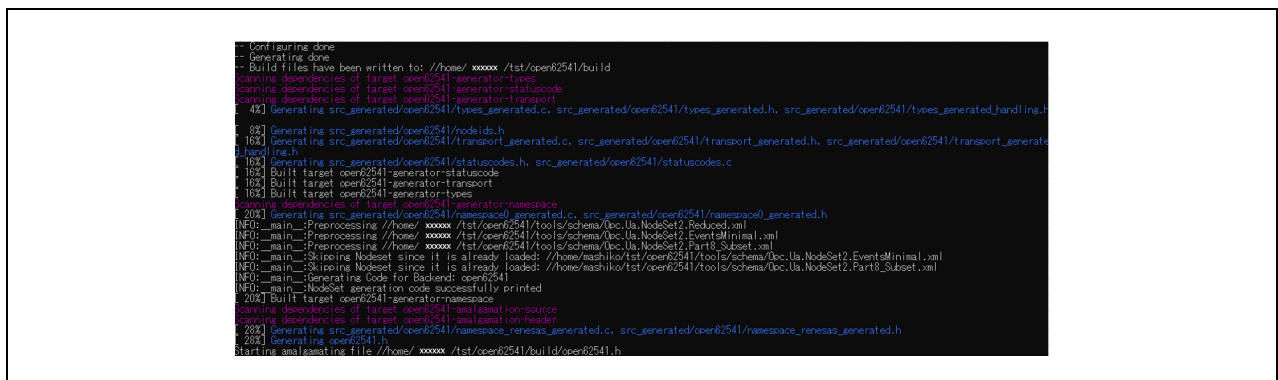 -- Configuring done
-- Generating done
-- Build files have been written to: //home/ xxxxxx /tst/open62541/build
Scanning dependencies of target open62541-generator-types
Scanning dependencies of target open62541-generator-statuscode
Scanning dependencies of target open62541-generator-transport
[  4%] Generating src_generated/open62541/types_generated.c, src_generated/open62541/types_generated.h, src_generated/open62541/types_generated_handling.h
[  8%] Generating src_generated/open62541/nodeids.h
[ 16%] Generating src_generated/open62541/transport_generated.c, src_generated/open62541/transport_generated.h, src_generated/open62541/transport_generate
d_handling.h
[ 16%] Generating src_generated/open62541/statuscodes.h, src_generated/open62541/statuscodes.c
[ 16%] Built target open62541-generator-statuscode
[ 16%] Built target open62541-generator-transport
[ 16%] Built target open62541-generator-types
Scanning dependencies of target open62541-generator-namespace
[ 20%] Generating src_generated/open62541/namespace0_generated.c, src_generated/open62541/namespace0_generated.h
INFO:__main__:Preprocessing //home/ xxxxxx /tst/open62541/tools/schema/Opc.Ua.NodeSet2.Reduced.xml
INFO:__main__:Preprocessing //home/ xxxxxx /tst/open62541/tools/schema/Opc.Ua.NodeSet2.EventsMinimal.xml
INFO:__main__:Preprocessing //home/ xxxxxx /tst/open62541/tools/schema/Opc.Ua.NodeSet2.Part8_Subset.xml
INFO:__main__:Skipping Nodeset since it is already loaded: //home/mashiko/tst/open62541/tools/schema/Opc.Ua.NodeSet2.EventsMinimal.xml
INFO:__main__:Skipping Nodeset since it is already loaded: //home/mashiko/tst/open62541/tools/schema/Opc.Ua.NodeSet2.Part8_Subset.xml
INFO:__main__:Generating Code for Backend: open62541
INFO:__main__:NodeSet generation code successfully printed
[ 20%] Built target open62541-generator-namespace
Scanning dependencies of target open62541-amalgamation-source
Scanning dependencies of target open62541-amalgamation-header
[ 28%] Generating src_generated/open62541/namespace_renesas_generated.c, src_generated/open62541/namespace_renesas_generated.h
[ 28%] Generating open62541.h
Starting amalgamating file //home/ xxxxxx /tst/open62541/build/open62541.h